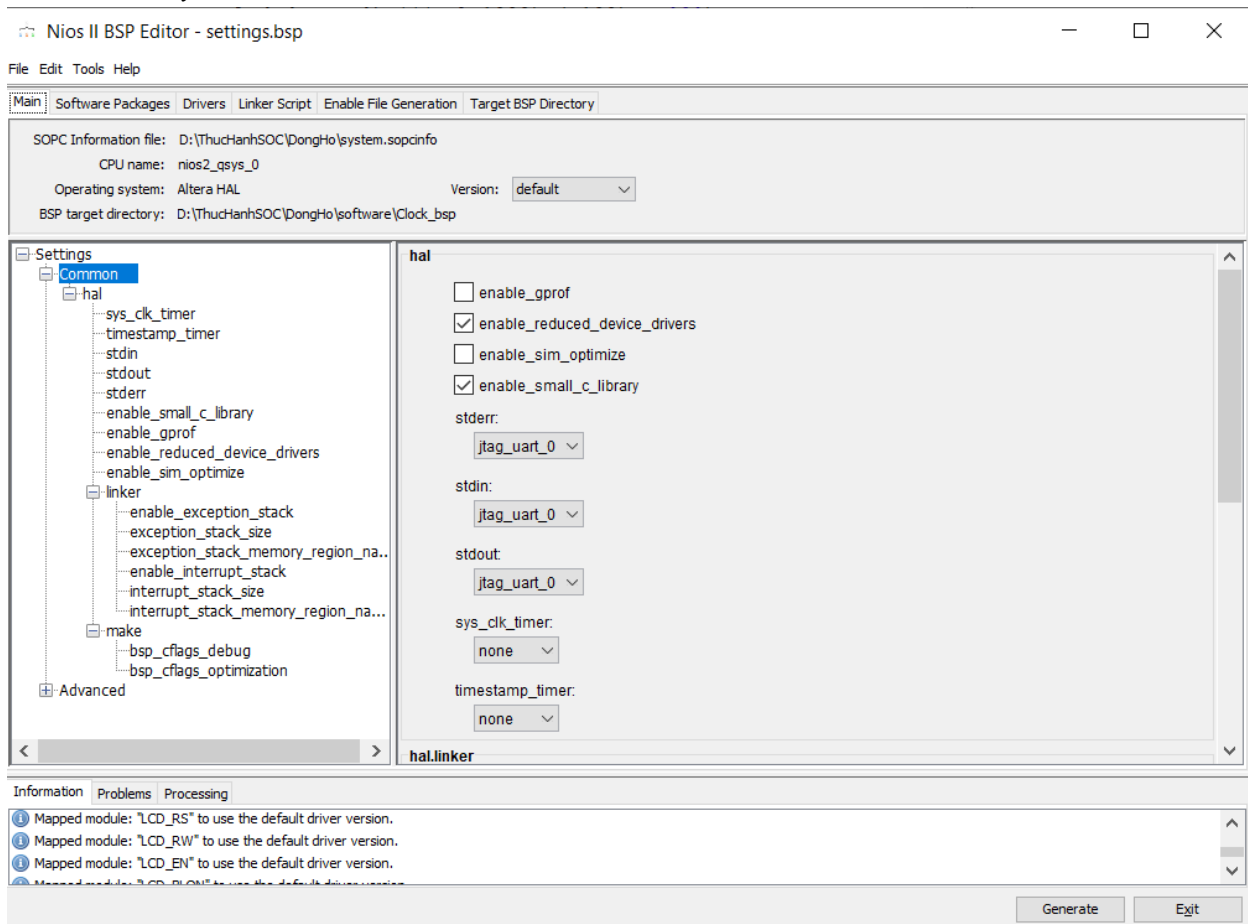 Nios II BSP Editor - settings.bsp
File Edit Tools Help
Main Software Packages Drivers Linker Script Enable File Generation Target BSP Directory
SOPC Information file: D:\ThucHanhSOC\DongHo\system.sopcinfo
CPU name: nios2_qsys_0
Operating system: Altera HAL Version: default
BSP target directory: D:\ThucHanhSOC\DongHo\software\Clock_bsp
Settings
Common
hal
sys_clk_timer
timestamp_timer
stdin
stdout
stderr
enable_small_c_library
enable_gprof
enable_reduced_device_drivers
enable_sim_optimize
linker
enable_exception_stack
exception_stack_size
exception_stack_memory_region_na...
enable_interrupt_stack
interrupt_stack_size
interrupt_stack_memory_region_na...
make
bsp_cflags_debug
bsp_cflags_optimization
Advanced
hal
enable_gprof
enable_reduced_device_drivers
enable_sim_optimize
enable_small_c_library
stderr:
jtag_uart_0
stdin:
jtag_uart_0
stdout:
jtag_uart_0
sys_clk_timer:
none
timestamp_timer:
none
hal.linker
Information Problems Processing
Mapped module: "LCD_RS" to use the default driver version.
Mapped module: "LCD_RW" to use the default driver version.
Mapped module: "LCD_EN" to use the default driver version.
Generate Exit